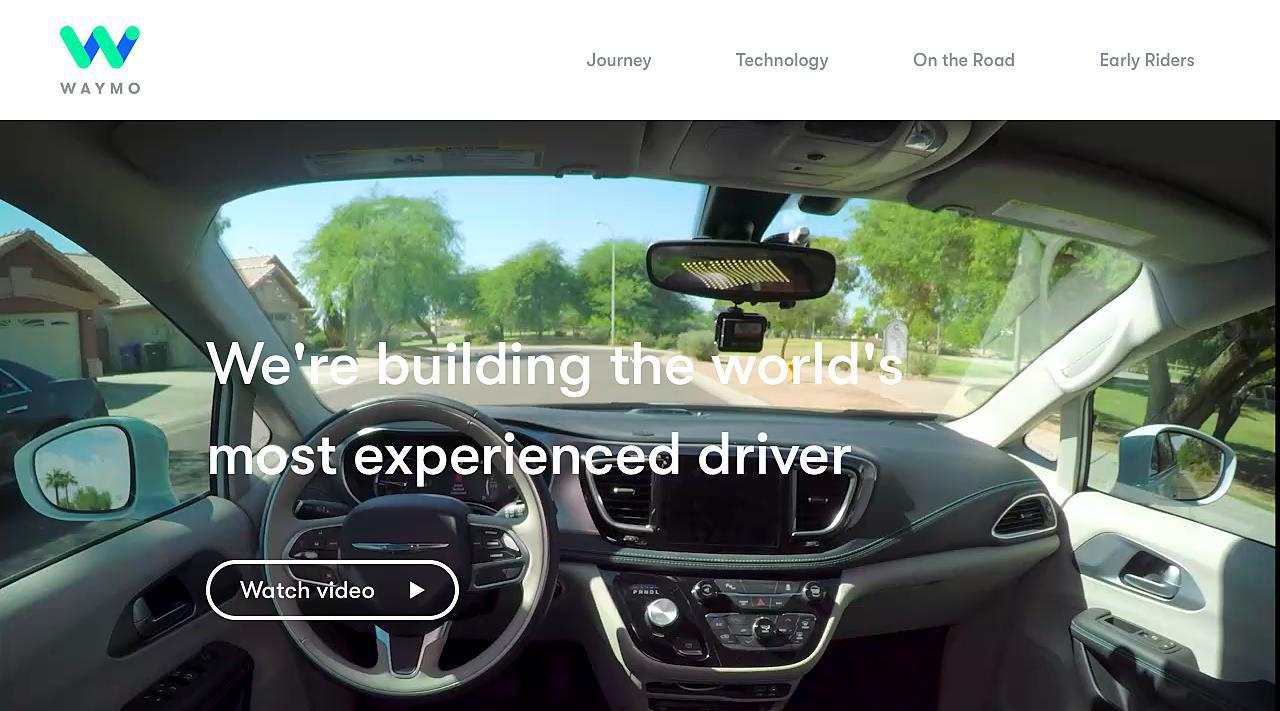 WAYMO
Journey
Technology
On the Road
Early Riders
We're building the world's
most experienced driver
Watch video